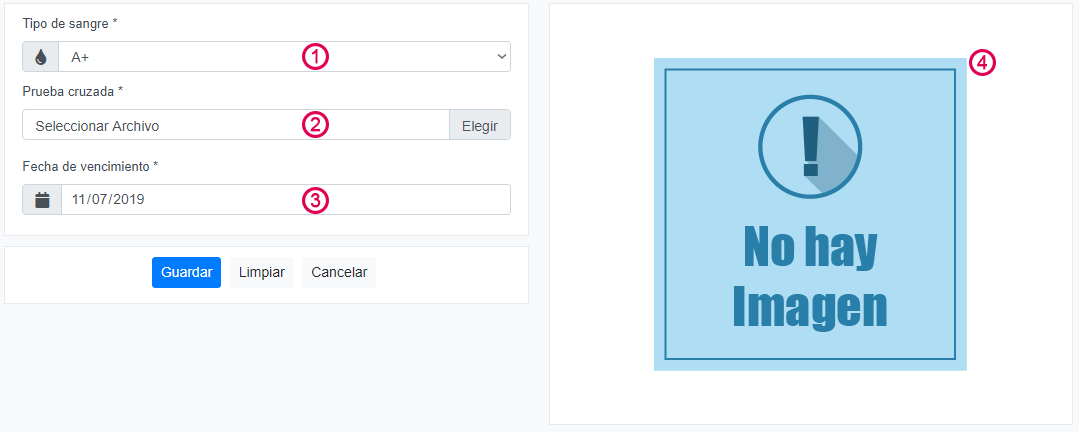 Tipo de sangre *
A+
1
Prueba cruzada *
Seleccionar Archivo
2
Elegir
Fecha de vencimiento *
11/07/2019
3
Guardar Limpiar Cancelar
4
!
No hay
Imagen